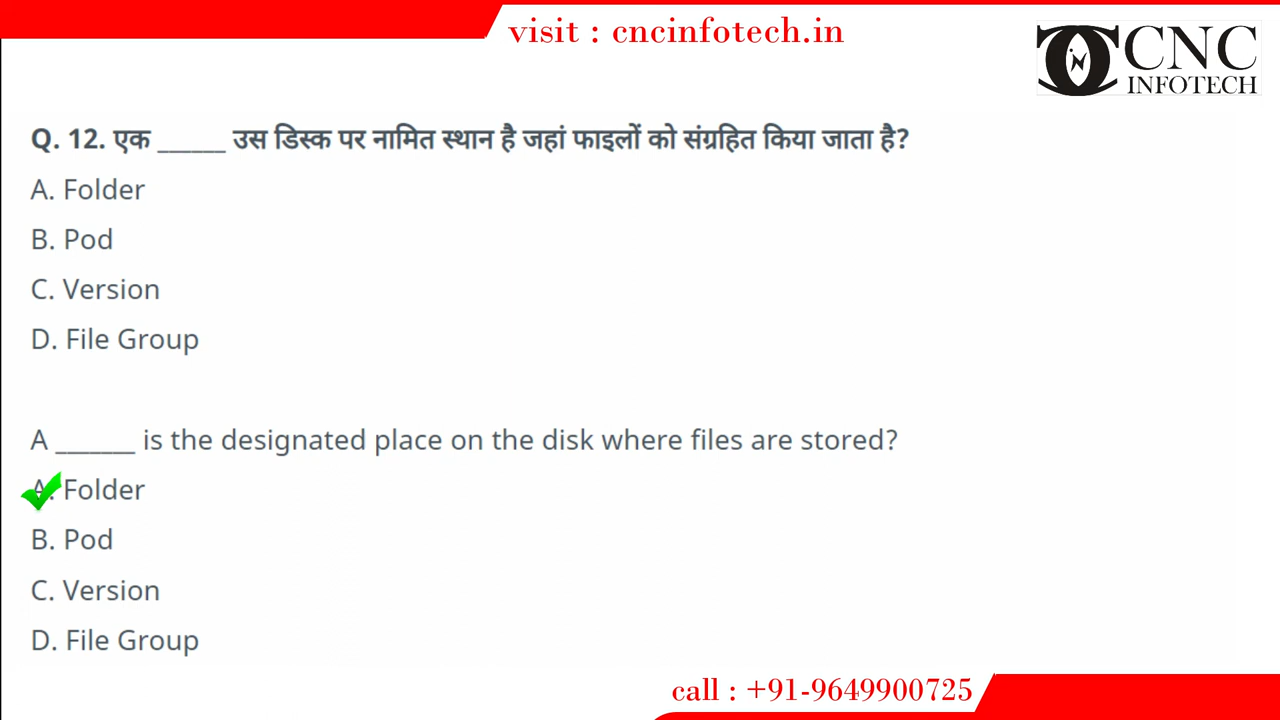 visit : cncinfotech.in
CNC
INFOTECH
Q. 12. एक ______ उस डिस्क पर नामित स्थान है जहां फाइलों को संग्रहित किया जाता है?
A. Folder
B. Pod
C. Version
D. File Group
A _______ is the designated place on the disk where files are stored?
A. Folder
B. Pod
C. Version
D. File Group
call : +91-9649900725